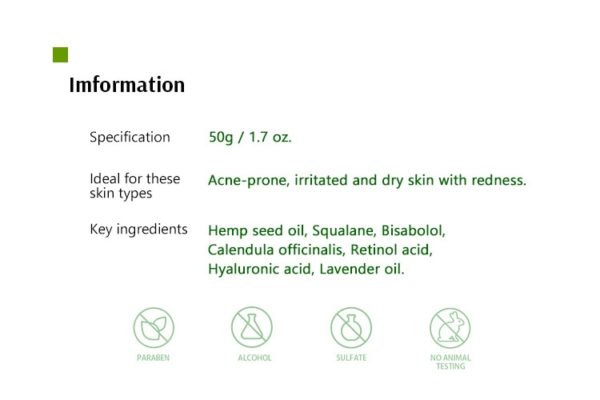 Imformation
Specification 50g / 1.7 oz.
Ideal for these
skin types
Acne-prone, irritated and dry skin with redness.
Key ingredients
Hemp seed oil, Squalane, Bisabolol,
Calendula officinalis, Retinol acid,
Hyaluronic acid, Lavender oil.
PARABEN
ALCOHOL
SULFATE
NO ANIMAL
TESTING